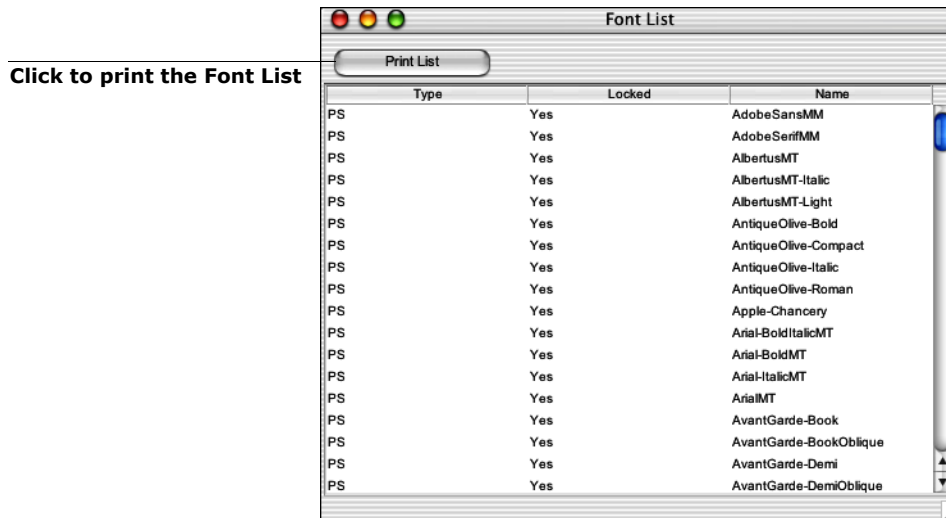 Font List
Print List
Click to print the Font List
Type Locked Name
PS Yes AdobeSansMM
PS Yes AdobeSerifMM
PS Yes AlbertusMT
PS Yes AlbertusMT-Italic
PS Yes AlbertusMT-Light
PS Yes AntiqueOlive-Bold
PS Yes AntiqueOlive-Compact
PS Yes AntiqueOlive-Italic
PS Yes AntiqueOlive-Roman
PS Yes Apple-Chancery
PS Yes Arial-BoldItalicMT
PS Yes Arial-BoldMT
PS Yes Arial-ItalicMT
PS Yes ArialMT
PS Yes AvantGarde-Book
PS Yes AvantGarde-BookOblique
PS Yes AvantGarde-Demi
PS Yes AvantGarde-DemiOblique